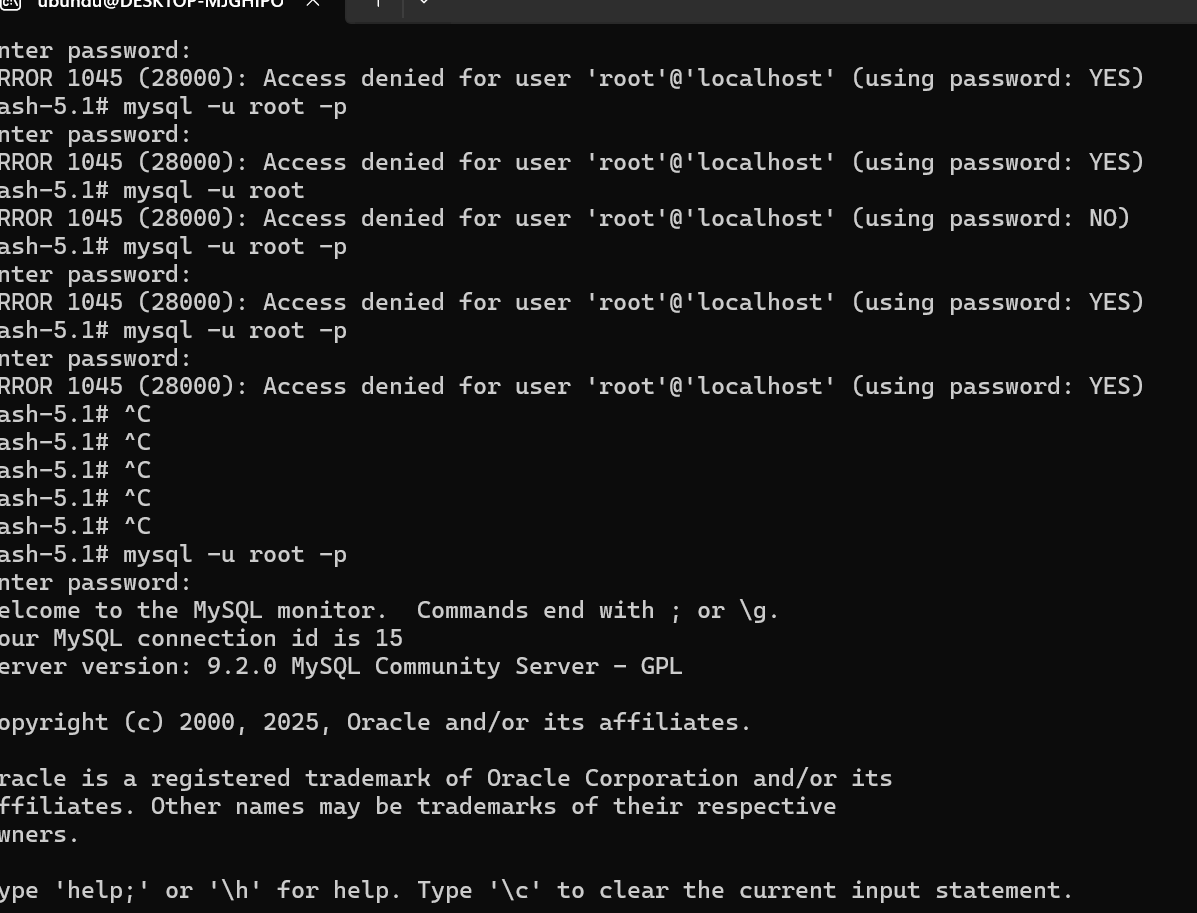 ubundu@DESKTOP-MJGHIPO
nter password:
RROR 1045 (28000): Access denied for user 'root'@'localhost' (using password: YES)
ash-5.1# mysql -u root -p
nter password:
RROR 1045 (28000): Access denied for user 'root'@'localhost' (using password: YES)
ash-5.1# mysql -u root
RROR 1045 (28000): Access denied for user 'root'@'localhost' (using password: NO)
ash-5.1# mysql -u root -p
nter password:
RROR 1045 (28000): Access denied for user 'root'@'localhost' (using password: YES)
ash-5.1# mysql -u root -p
nter password:
RROR 1045 (28000): Access denied for user 'root'@'localhost' (using password: YES)
ash-5.1# ^C
ash-5.1# ^C
ash-5.1# ^C
ash-5.1# ^C
ash-5.1# ^C
ash-5.1# mysql -u root -p
nter password:
elcome to the MySQL monitor.  Commands end with ; or \g.
our MySQL connection id is 15
erver version: 9.2.0 MySQL Community Server - GPL
opyright (c) 2000, 2025, Oracle and/or its affiliates.
racle is a registered trademark of Oracle Corporation and/or its
ffiliates. Other names may be trademarks of their respective
wners.
ype 'help;' or '\h' for help. Type '\c' to clear the current input statement.